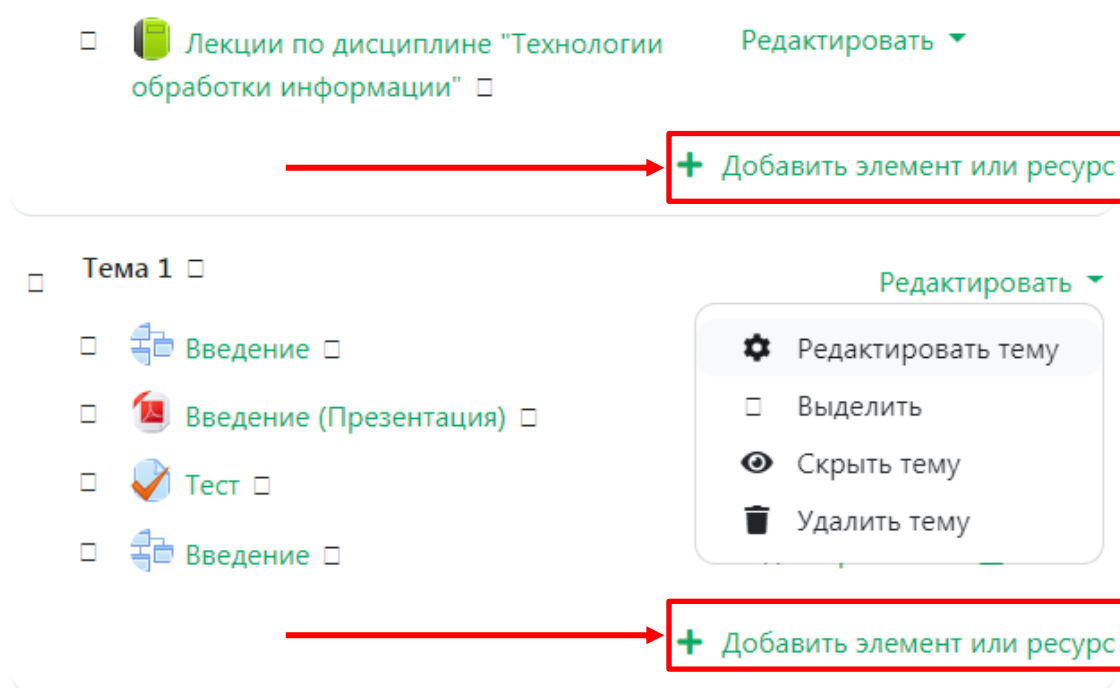 Лекции по дисциплине "Технологии
обработки информации"
Редактировать
Добавить элемент или ресурс
Тема 1
Редактировать
Введение
Введение (Презентация)
Тест
Введение
Редактировать тему
Выделить
Скрыть тему
Удалить тему
Добавить элемент или ресурс